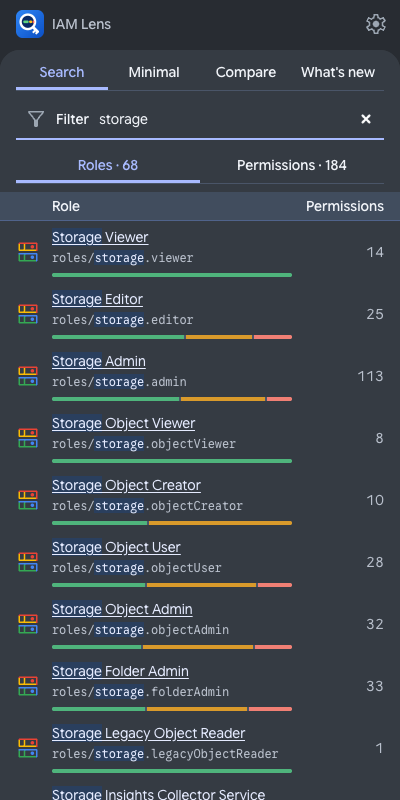 IAM Lens
Search Minimal Compare What's new
Filter storage ×
Roles · 68 Permissions · 184
Role Permissions
Storage Viewer
roles/storage.viewer 14
Storage Editor
roles/storage.editor 25
Storage Admin
roles/storage.admin 113
Storage Object Viewer
roles/storage.objectViewer 8
Storage Object Creator
roles/storage.objectCreator 10
Storage Object User
roles/storage.objectUser 28
Storage Object Admin
roles/storage.objectAdmin 32
Storage Folder Admin
roles/storage.folderAdmin 33
Storage Legacy Object Reader
roles/storage.legacyObjectReader 1
Storage Insights Collector Service